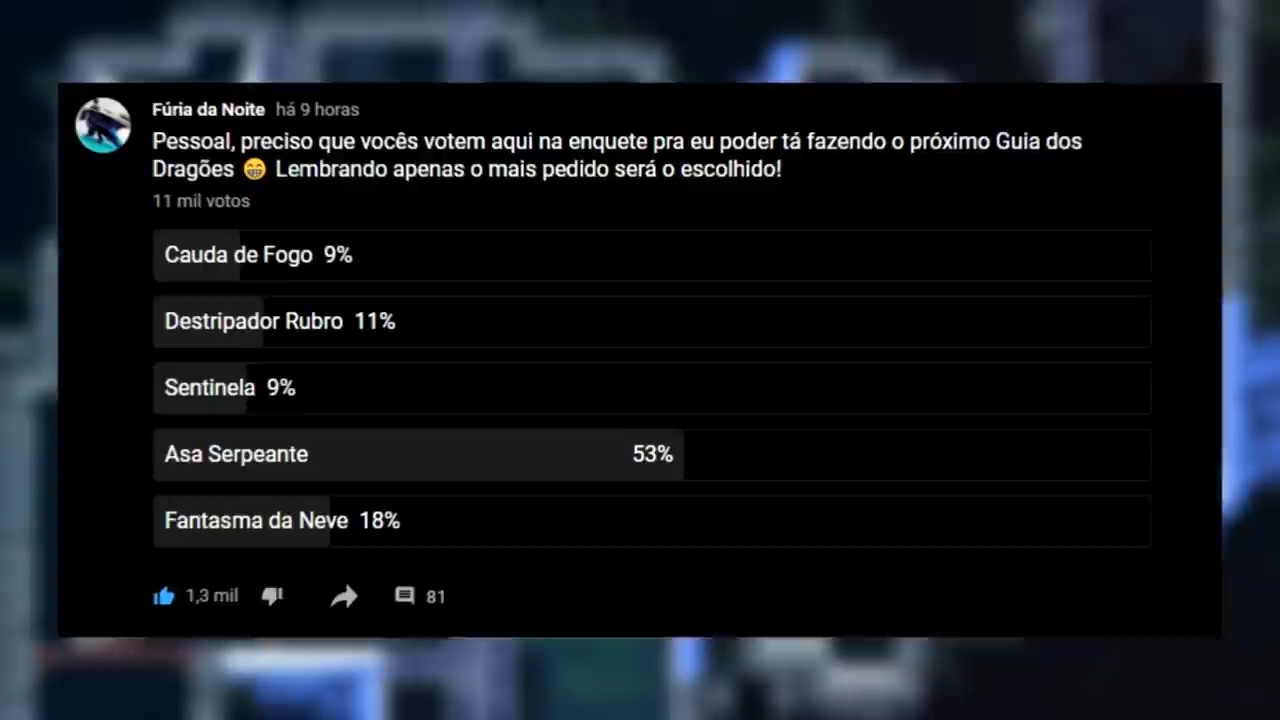 Fúria da Noite há 9 horas
Pessoal, preciso que vocês votem aqui na enquete pra eu poder tá fazendo o próximo Guia dos
Dragões 😁 Lembrando apenas o mais pedido será o escolhido!
11 mil votos
Cauda de Fogo 9%
Destripador Rubro 11%
Sentinela 9%
Asa Serpeante 53%
Fantasma da Neve 18%
1,3 mil 81